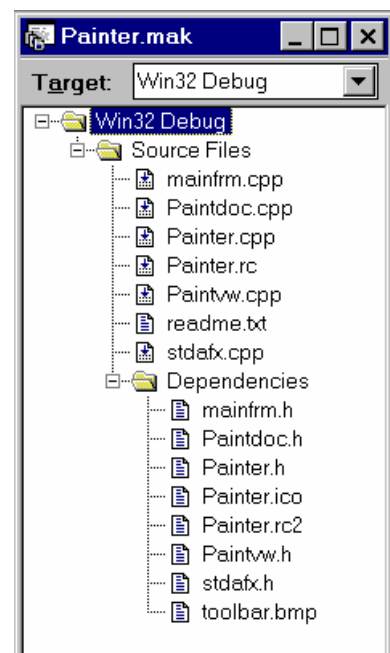 Painter.mak
Target: Win32 Debug
Win32 Debug
Source Files
mainfrm.cpp
Paintdoc.cpp
Painter.cpp
Painter.rc
Paintvw.cpp
readme.txt
stdafx.cpp
Dependencies
mainfrm.h
Paintdoc.h
Painter.h
Painter.ico
Painter.rc2
Paintvw.h
stdafx.h
toolbar.bmp